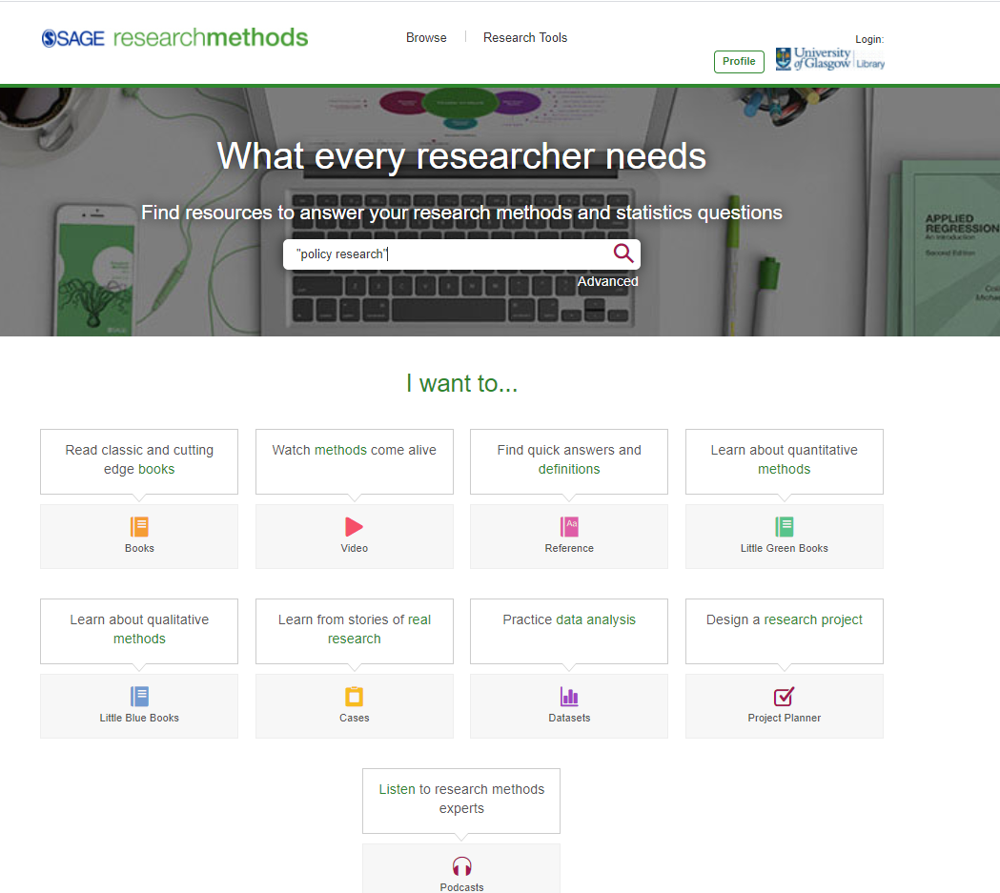 SAGE researchmethods
Browse
Research Tools
Login:
Profile
University
of Glasgow
Library
What every researcher needs
Find resources to answer your research methods and statistics questions
"policy research"
Advanced
APPLIED
REGRESSION
An Introduction
Second Edition
SAGE
I want to...
Read classic and cutting
edge books
Books
Watch methods come alive
Video
Find quick answers and
definitions
Aa
Reference
Learn about quantitative
methods
Little Green Books
Learn about qualitative
methods
Little Blue Books
Learn from stories of real
research
Cases
Practice data analysis
Datasets
Design a research project
Project Planner
Listen to research methods
experts
Podcasts